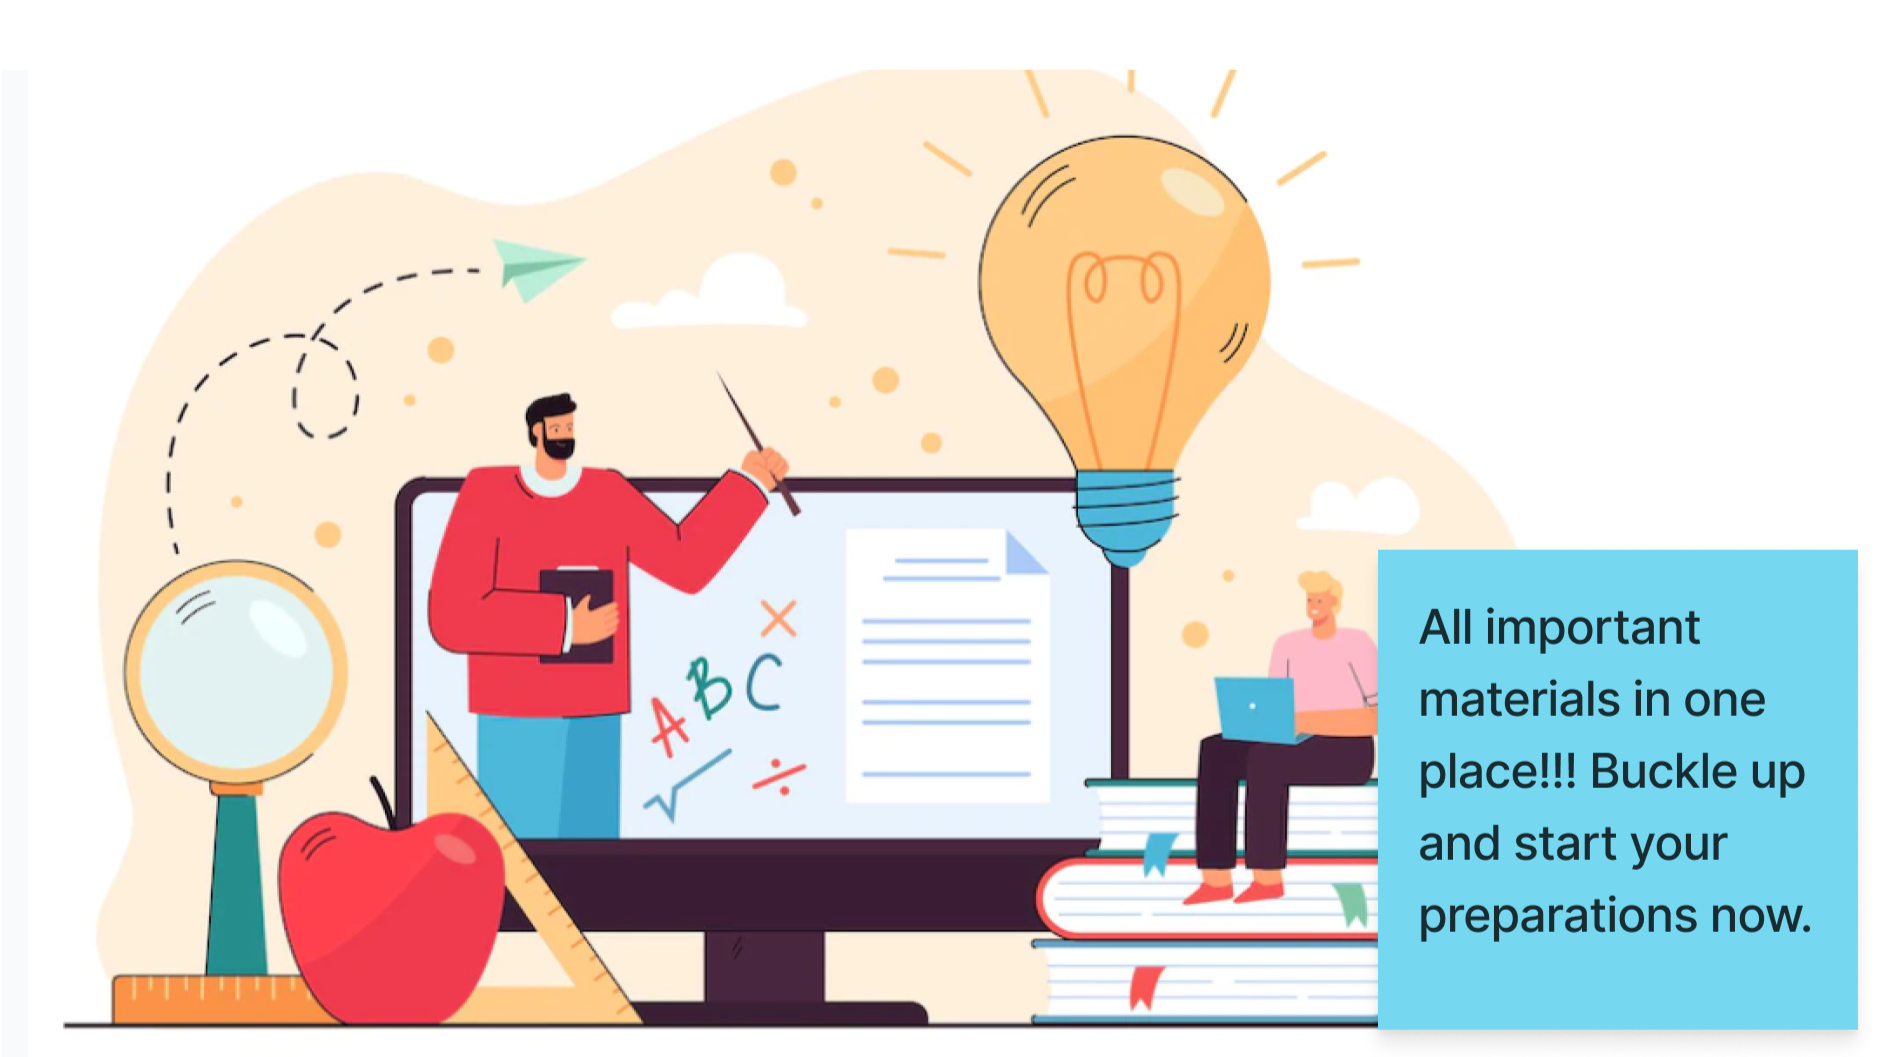 A B C
All important
materials in one
place!!! Buckle up
and start your
preparations now.